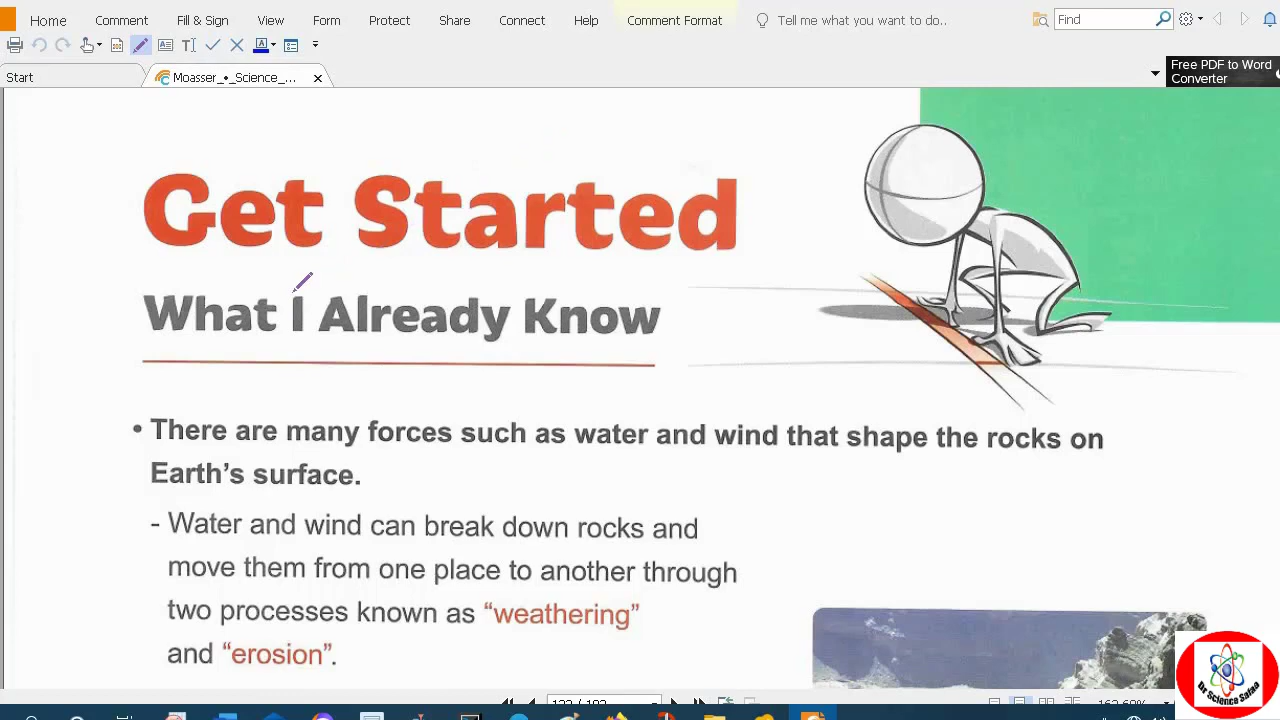 Home Comment Fill & Sign View Form Protect Share Connect Help Comment Format Tell me what you want to do.. Find
Start Moasser_•_Science_... Free PDF to Word
Converter
Get Started
What I Already Know
• There are many forces such as water and wind that shape the rocks on
Earth's surface.
- Water and wind can break down rocks and
move them from one place to another through
two processes known as “weathering”
and “erosion”.
Dr Science Safaa